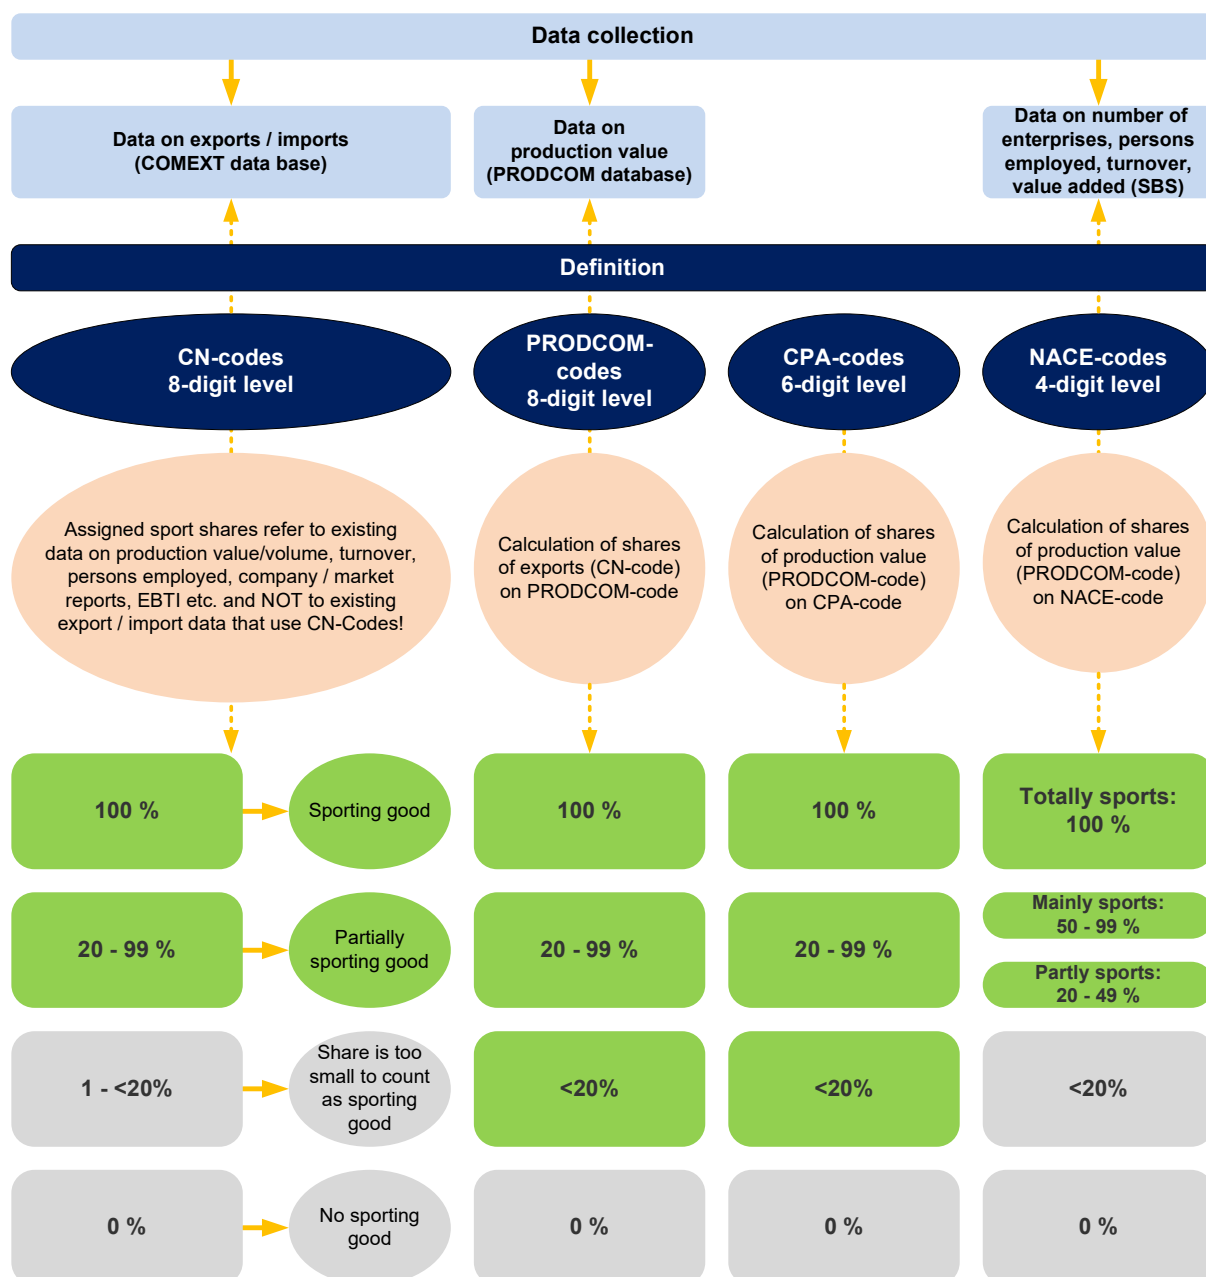 Data collection
Data on exports / imports
(COMEXT data base)
Data on
production value
(PRODCOM database)
Data on number of
enterprises, persons
employed, turnover,
value added (SBS)
Definition
CN-codes
8-digit level
PRODCOM-
codes
8-digit level
CPA-codes
6-digit level
NACE-codes
4-digit level
Assigned sport shares refer to existing
data on production value/volume, turnover,
persons employed, company / market
reports, EBTI etc. and NOT to existing
export / import data that use CN-Codes!
Calculation of shares
of exports (CN-code)
on PRODCOM-code
Calculation of shares
of production value
(PRODCOM-code)
on CPA-code
Calculation of shares
of production value
(PRODCOM-code)
on NACE-code
100 %
Sporting good
100 %
100 %
Totally sports:
100 %
20 - 99 %
Partially
sporting good
20 - 99 %
20 - 99 %
Mainly sports:
50 - 99 %
Partly sports:
20 - 49 %
1 - <20%
Share is too
small to count
as sporting
good
<20%
<20%
<20%
0 %
No sporting
good
0 %
0 %
0 %